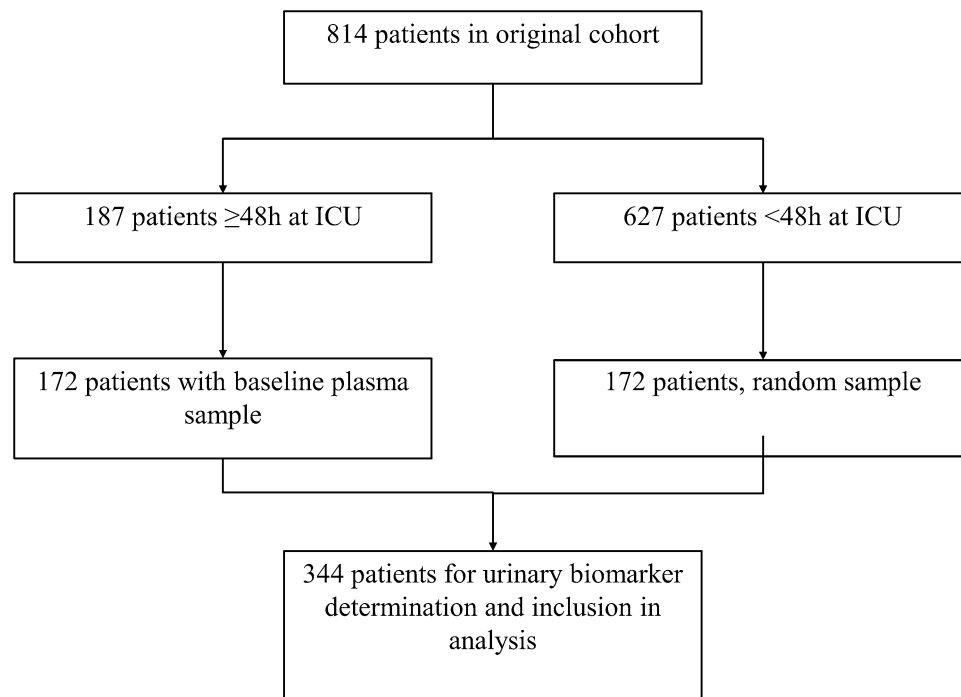 814 patients in original cohort
187 patients ≥48h at ICU
627 patients <48h at ICU
172 patients with baseline plasma
sample
172 patients, random sample
344 patients for urinary biomarker
determination and inclusion in
analysis